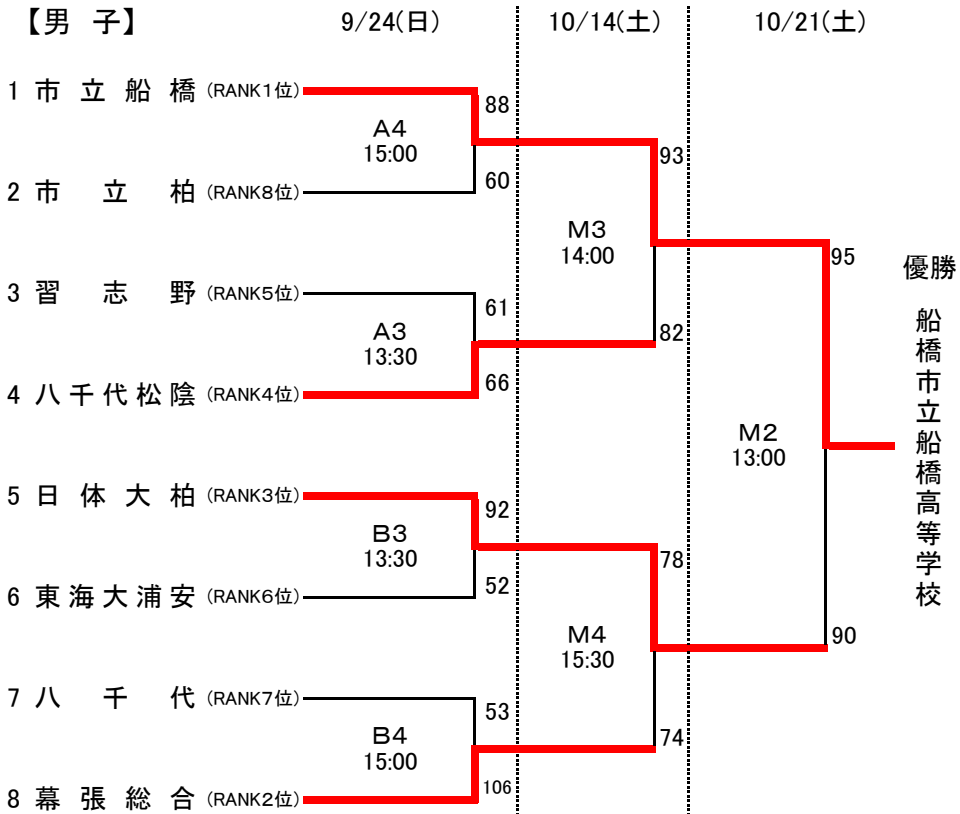 【男 子】 9/24(日) 10/14(土) 10/21(土)
1 市立船橋 (RANK1位)
88
A4
15:00
60
2 市立柏 (RANK8位)
93
M3
14:00
82
3 習志野 (RANK5位)
61
A3
13:30
66
4 八千代松陰 (RANK4位)
95
M2
13:00
90
5 日体大柏 (RANK3位)
92
B3
13:30
52
6 東海大浦安 (RANK6位)
78
M4
15:30
74
7 八千代 (RANK7位)
53
B4
15:00
106
8 幕張総合 (RANK2位)
優勝
船橋市立船橋高等学校